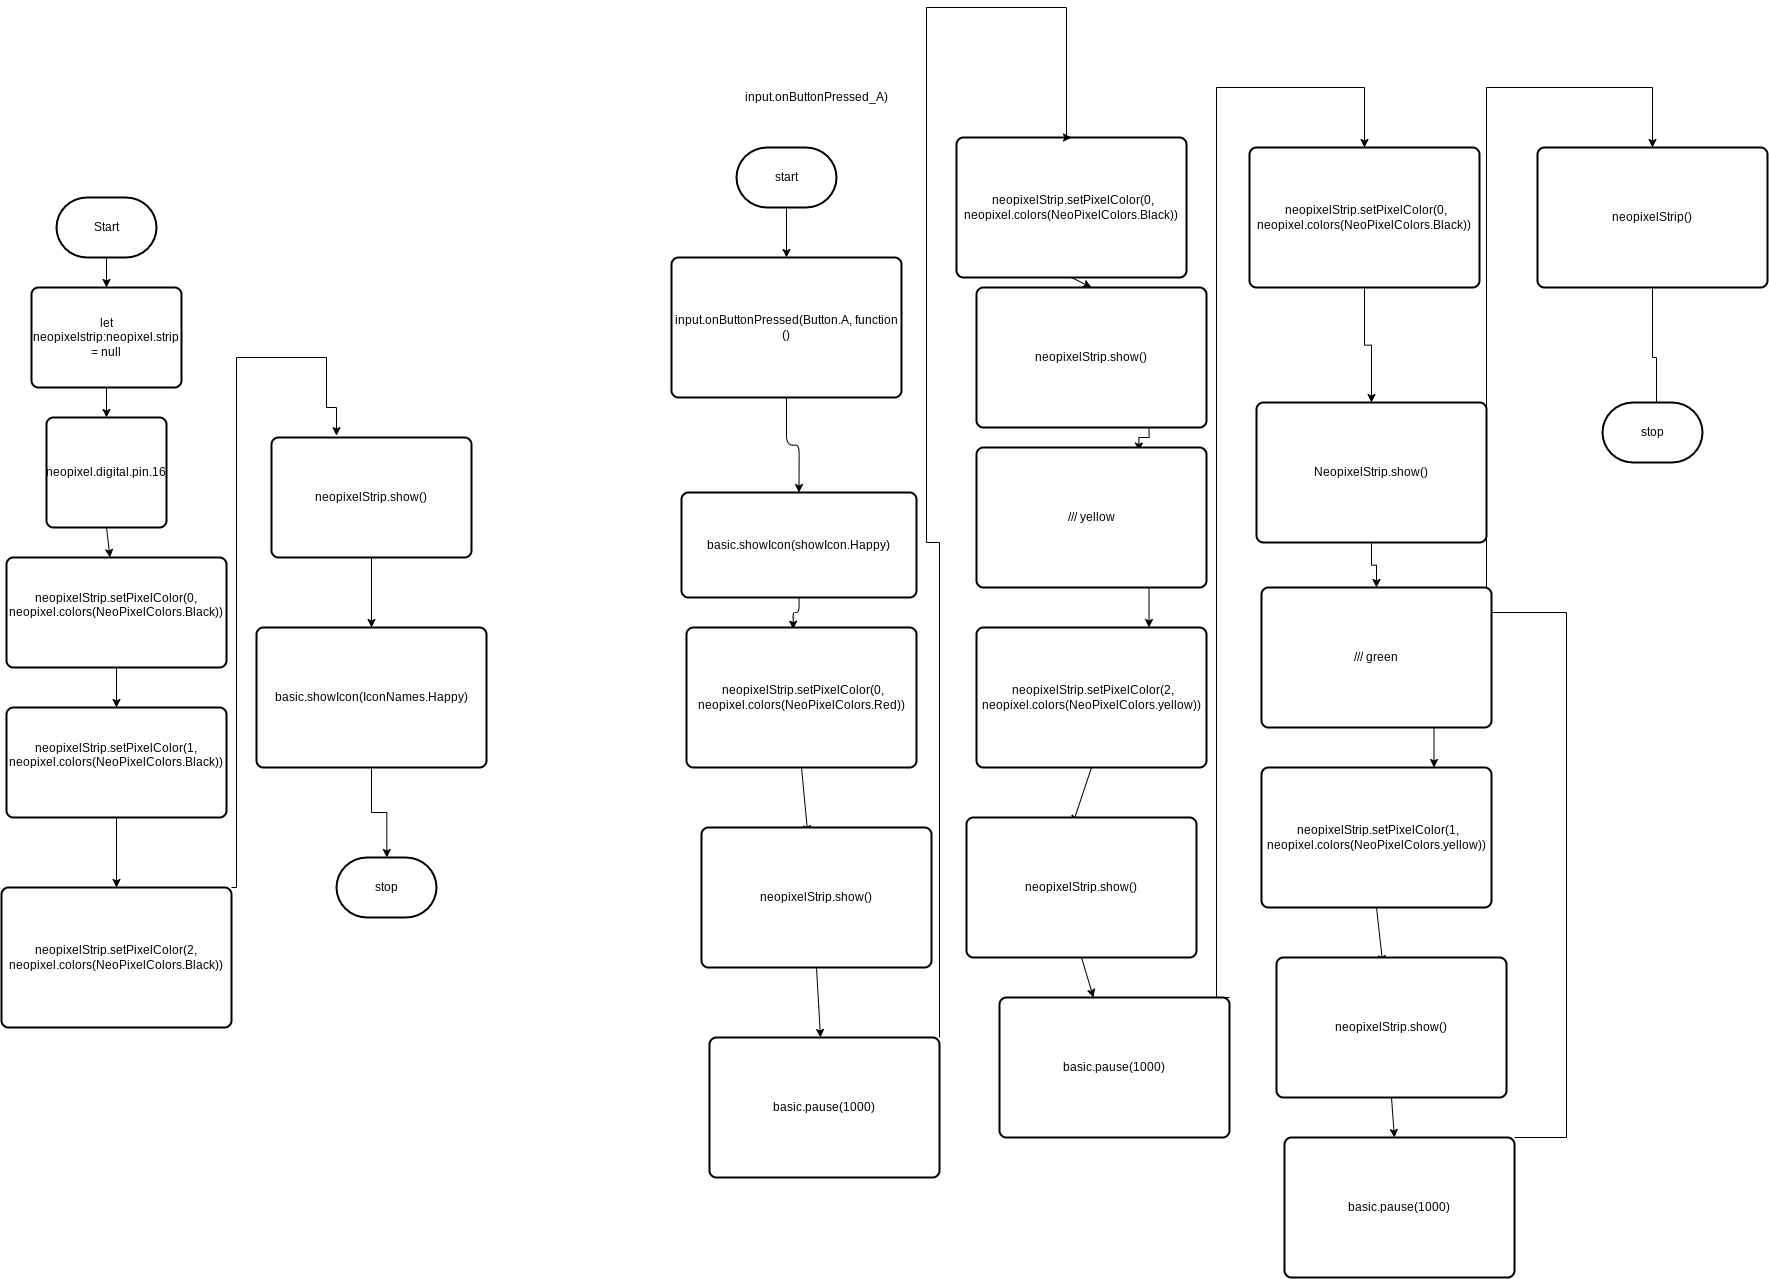 Start
let
neopixelstrip:neopixel.strip
= null
neopixel.digital.pin.16
neopixelStrip.setPixelColor(0,
neopixel.colors(NeoPixelColors.Black))
neopixelStrip.setPixelColor(1,
neopixel.colors(NeoPixelColors.Black))
neopixelStrip.setPixelColor(2,
neopixel.colors(NeoPixelColors.Black))
neopixelStrip.show()
basic.showIcon(IconNames.Happy)
stop
input.onButtonPressed_A)
start
input.onButtonPressed(Button.A, function
()
basic.showIcon(showIcon.Happy)
neopixelStrip.setPixelColor(0,
neopixel.colors(NeoPixelColors.Red))
neopixelStrip.show()
basic.pause(1000)
neopixelStrip.setPixelColor(0,
neopixel.colors(NeoPixelColors.Black))
neopixelStrip.show()
/// yellow
neopixelStrip.setPixelColor(2,
neopixel.colors(NeoPixelColors.yellow))
neopixelStrip.show()
basic.pause(1000)
neopixelStrip.setPixelColor(0,
neopixel.colors(NeoPixelColors.Black))
NeopixelStrip.show()
/// green
neopixelStrip.setPixelColor(1,
neopixel.colors(NeoPixelColors.yellow))
neopixelStrip.show()
basic.pause(1000)
neopixelStrip()
stop